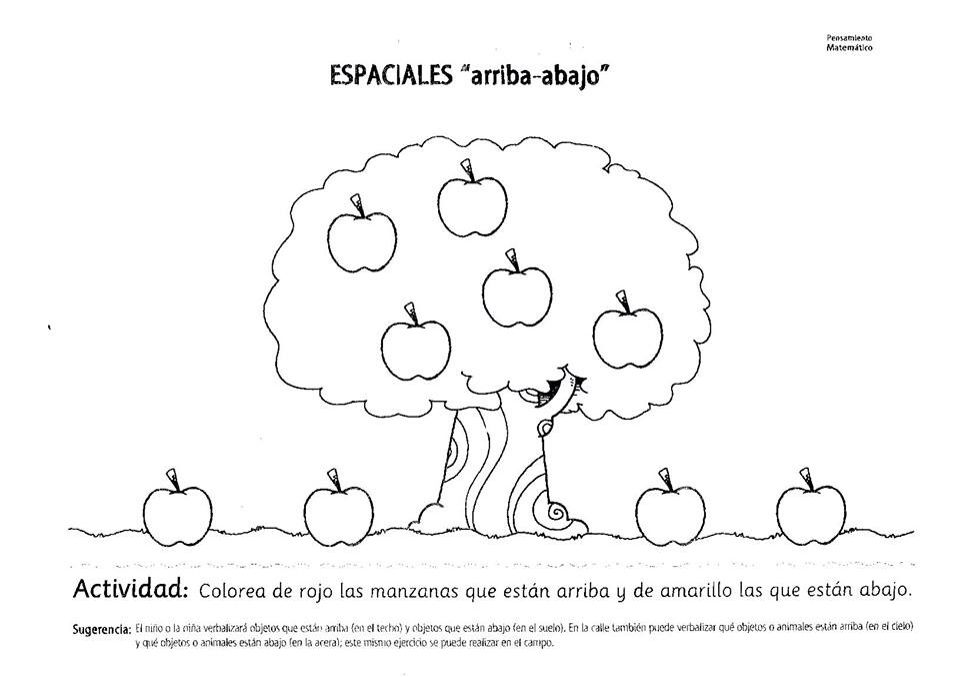 Pensamiento
Matemático
ESPACIALES "arriba-abajo"
Actividad: Colorea de rojo las manzanas que están arriba y de amarillo las que están abajo.
Sugerencia: El niño o la niña verbalizará objetos que están arriba (en el techo) y objetos que están abajo (en el suelo). En la calle también puede verbalizar qué objetos o animales están arriba (en el cielo)
y qué objetos o animales están abajo (en la acera); este mismo ejercicio se puede realizar en el campo.